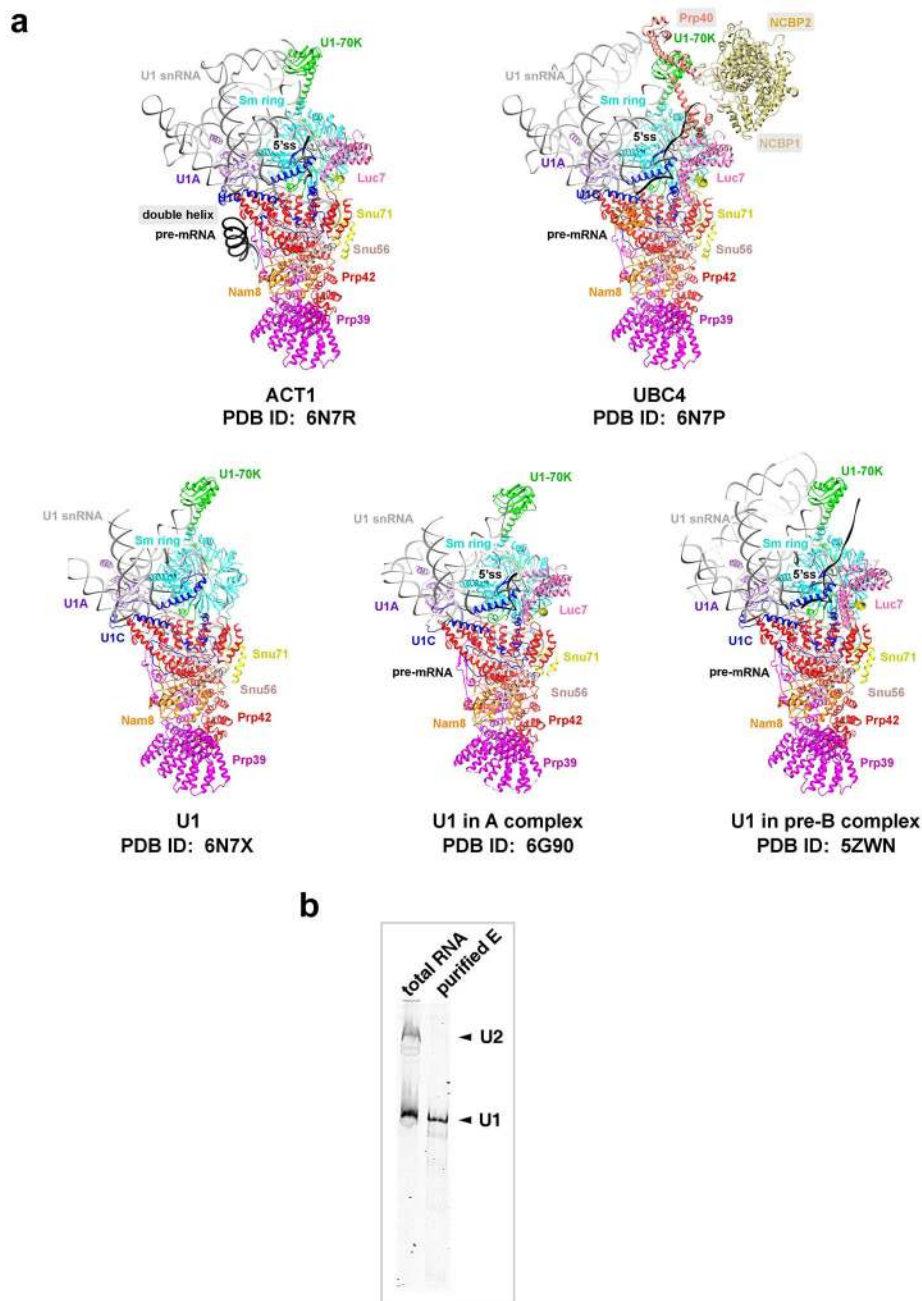 a
U1-70K
U1 snRNA
Sm ring
5'ss
U1A
U1C
Luc7
double helix
pre-mRNA
Snu71
Snu56
Nam8
Prp42
Prp39
ACT1
PDB ID: 6N7R
Prp40
NCBP2
U1-70K
U1 snRNA
Sm ring
5'ss
NCBP1
U1A
U1C
Luc7
pre-mRNA
Snu71
Snu56
Nam8
Prp42
Prp39
UBC4
PDB ID: 6N7P
U1-70K
U1 snRNA
Sm ring
U1A
U1C
Snu71
Snu56
Nam8
Prp42
Prp39
U1
PDB ID: 6N7X
U1-70K
U1 snRNA
Sm ring
5'ss
U1A
Luc7
U1C
Snu71
pre-mRNA
Snu56
Nam8
Prp42
Prp39
U1 in A complex
PDB ID: 6G90
U1-70K
U1 snRNA
Sm ring
5'ss
U1A
Luc7
U1C
Snu71
pre-mRNA
Snu56
Nam8
Prp42
Prp39
U1 in pre-B complex
PDB ID: 5ZWN
b
total RNA
purified E
U2
U1